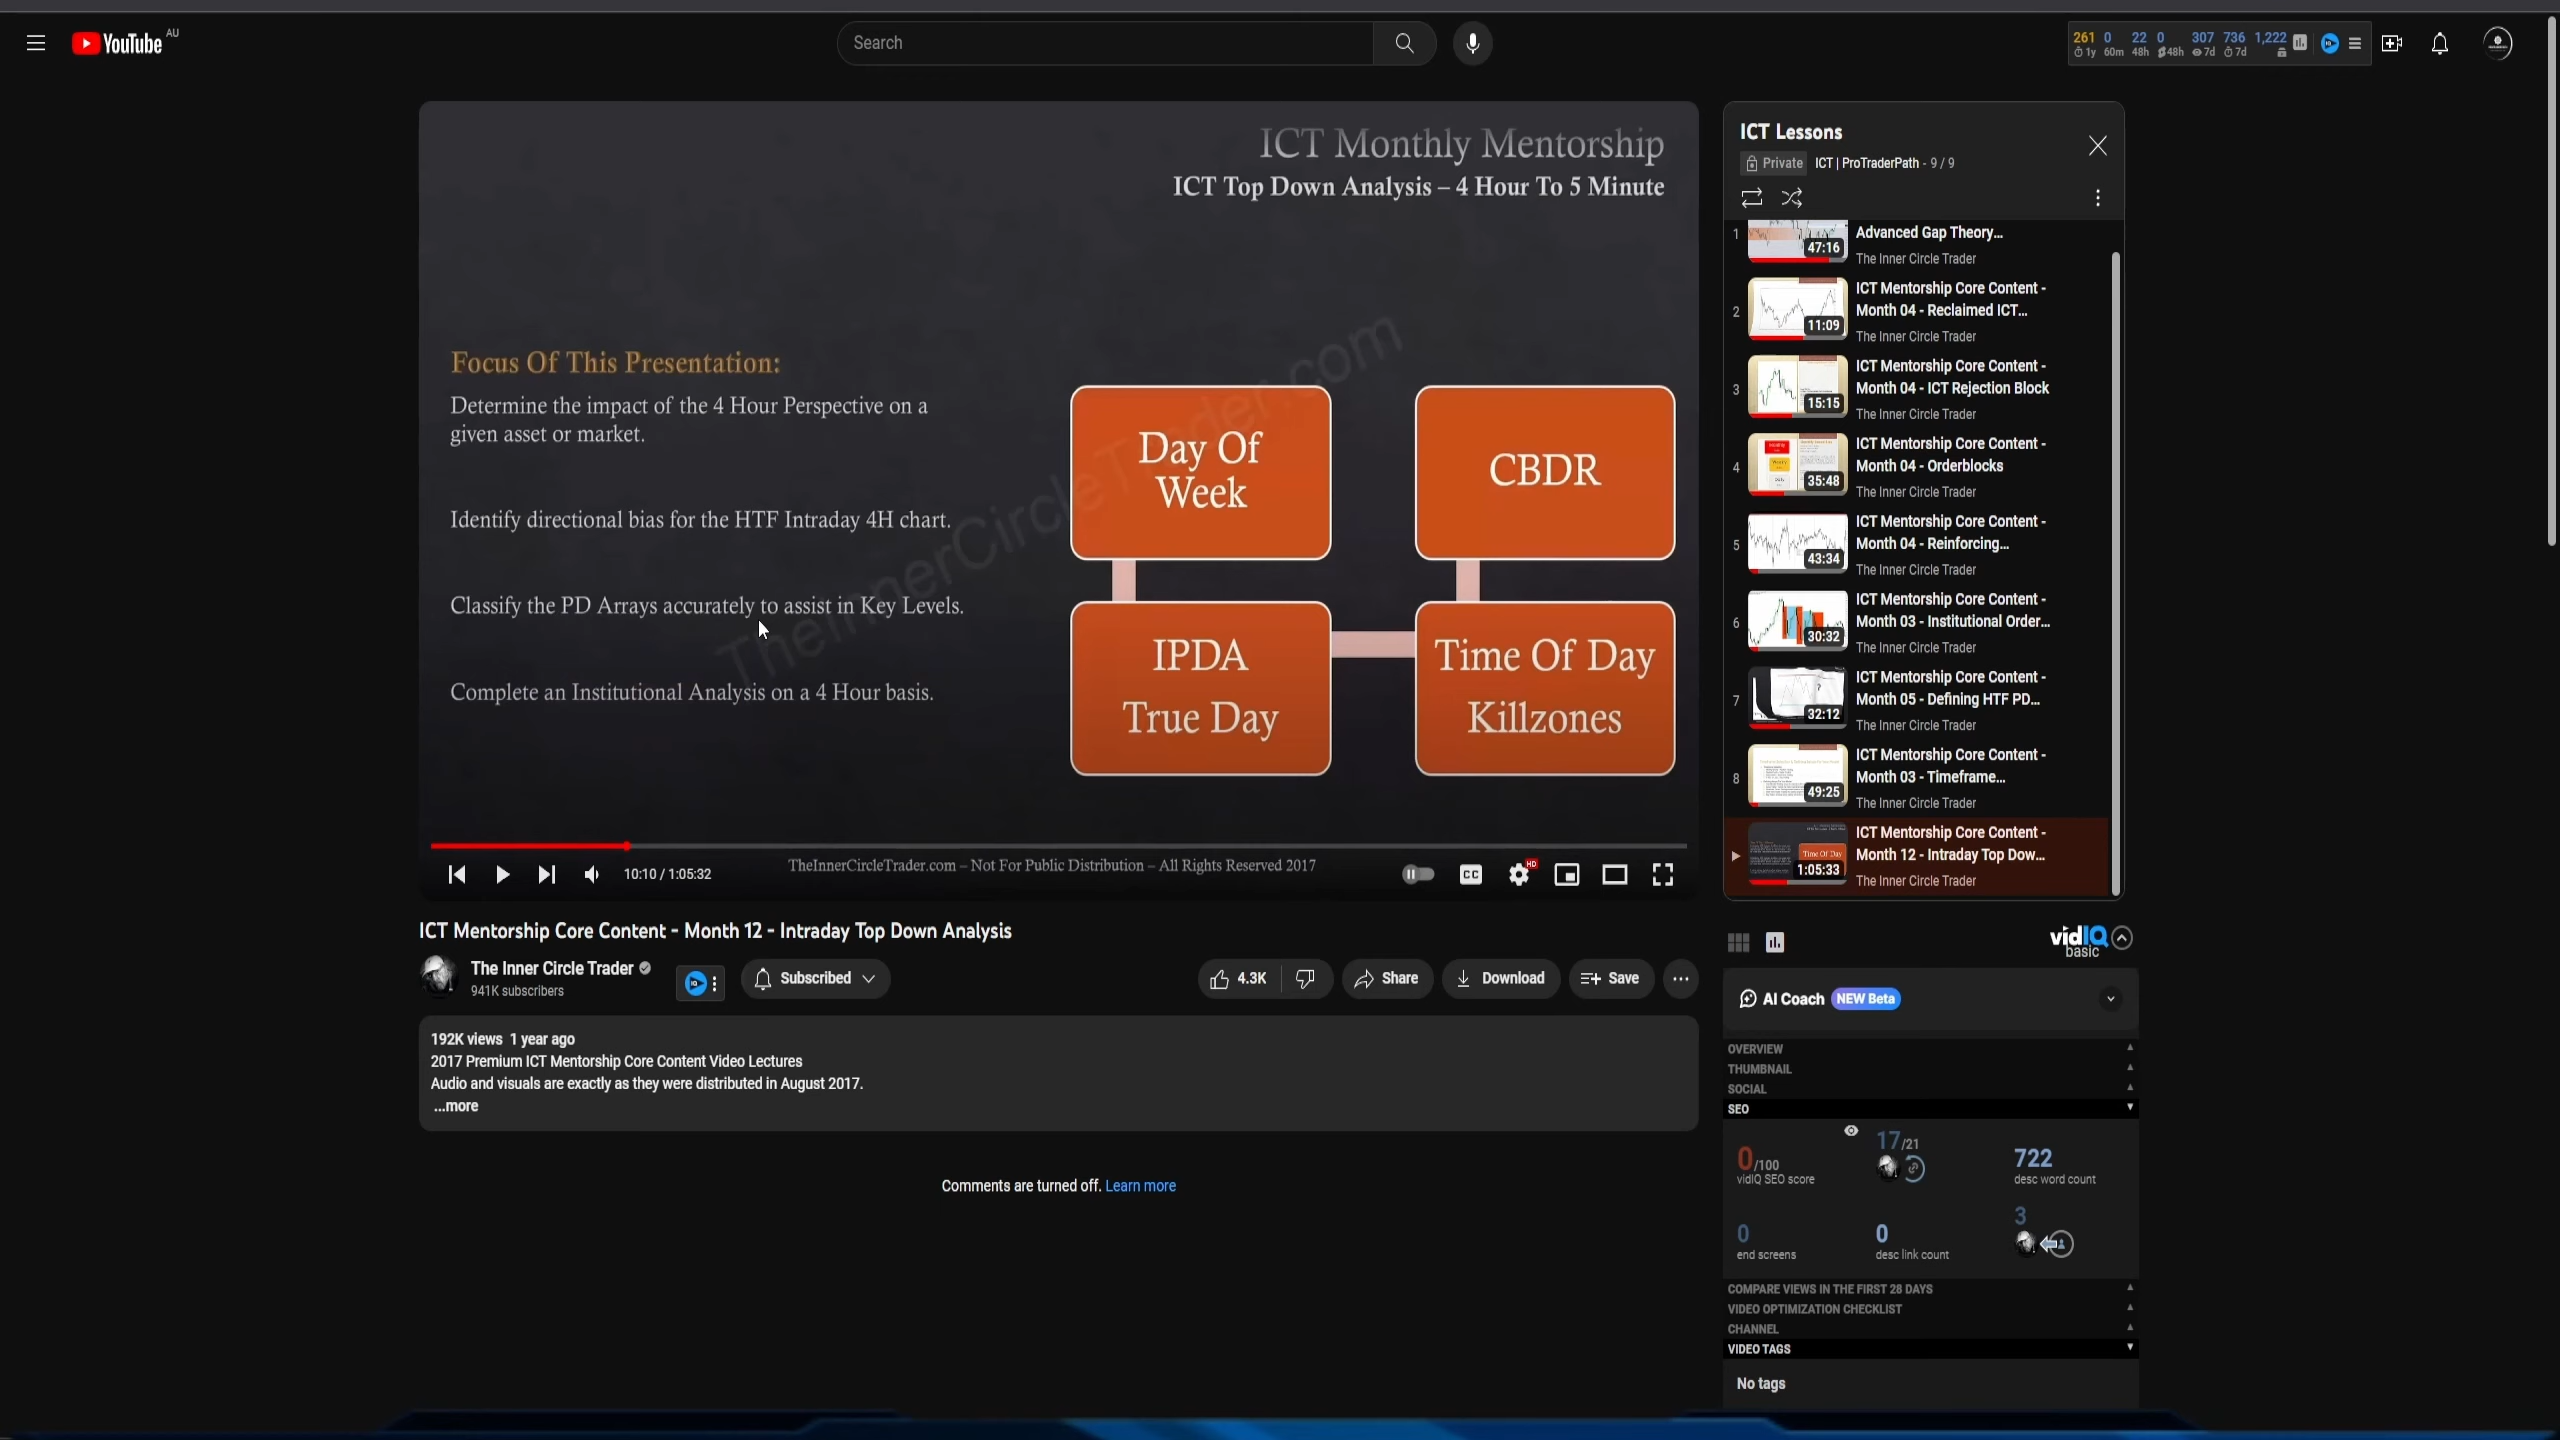 YouTube AU
Search
261 0 22 0 307 736 1,222
1y 60m 48h 48h 7d 7d
ICT Monthly Mentorship
ICT Top Down Analysis – 4 Hour To 5 Minute
Focus Of This Presentation:
Determine the impact of the 4 Hour Perspective on a
given asset or market.
Identify directional bias for the HTF Intraday 4H chart.
Classify the PD Arrays accurately to assist in Key Levels.
Complete an Institutional Analysis on a 4 Hour basis.
Day Of
Week
CBDR
IPDA
True Day
Time Of Day
Killzones
TheInnerCircleTrader.com
10:10 / 1:05:32
TheInnerCircleTrader.com – Not For Public Distribution – All Rights Reserved 2017
CC
HD
ICT Mentorship Core Content - Month 12 - Intraday Top Down Analysis
The Inner Circle Trader
941K subscribers
Subscribed
4.3K
Share
Download
Save
192K views 1 year ago
2017 Premium ICT Mentorship Core Content Video Lectures
Audio and visuals are exactly as they were distributed in August 2017.
...more
Comments are turned off. Learn more
ICT Lessons
Private ICT | ProTraderPath - 9 / 9
1
47:16
Advanced Gap Theory...
The Inner Circle Trader
2
11:09
ICT Mentorship Core Content -
Month 04 - Reclaimed ICT...
The Inner Circle Trader
3
15:15
ICT Mentorship Core Content -
Month 04 - ICT Rejection Block
The Inner Circle Trader
4
35:48
ICT Mentorship Core Content -
Month 04 - Orderblocks
The Inner Circle Trader
5
43:34
ICT Mentorship Core Content -
Month 04 - Reinforcing...
The Inner Circle Trader
6
30:32
ICT Mentorship Core Content -
Month 03 - Institutional Order...
The Inner Circle Trader
7
32:12
ICT Mentorship Core Content -
Month 05 - Defining HTF PD...
The Inner Circle Trader
8
49:25
ICT Mentorship Core Content -
Month 03 - Timeframe...
The Inner Circle Trader
Time Of Day
1:05:33
ICT Mentorship Core Content -
Month 12 - Intraday Top Dow...
The Inner Circle Trader
vidIQ
basic
AI Coach NEW Beta
OVERVIEW
THUMBNAIL
SOCIAL
SEO
0/100
vidIQ SEO score
17/21
722
desc word count
0
end screens
0
desc link count
3
COMPARE VIEWS IN THE FIRST 28 DAYS
VIDEO OPTIMIZATION CHECKLIST
CHANNEL
VIDEO TAGS
No tags